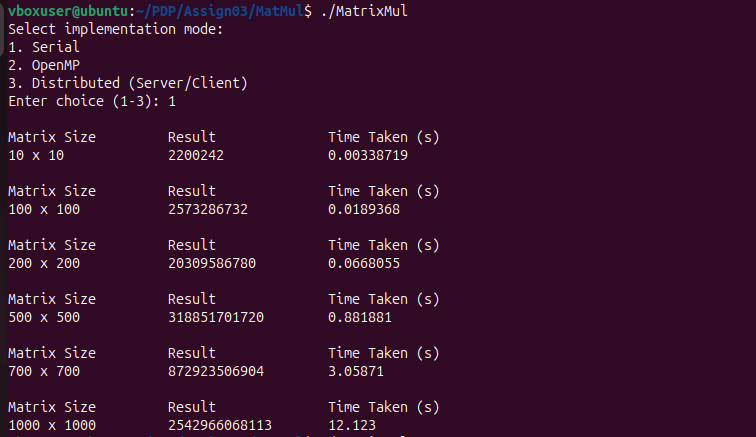 vboxuser@ubuntu:~/PDP/Assign03/MatMul$ ./MatrixMul
Select implementation mode:
1. Serial
2. OpenMP
3. Distributed (Server/Client)
Enter choice (1-3): 1
Matrix Size Result Time Taken (s)
10 x 10 2200242 0.00338719
Matrix Size Result Time Taken (s)
100 x 100 2573286732 0.0189368
Matrix Size Result Time Taken (s)
200 x 200 20309586780 0.0668055
Matrix Size Result Time Taken (s)
500 x 500 318851701720 0.881881
Matrix Size Result Time Taken (s)
700 x 700 872923506904 3.05871
Matrix Size Result Time Taken (s)
1000 x 1000 2542966068113 12.123